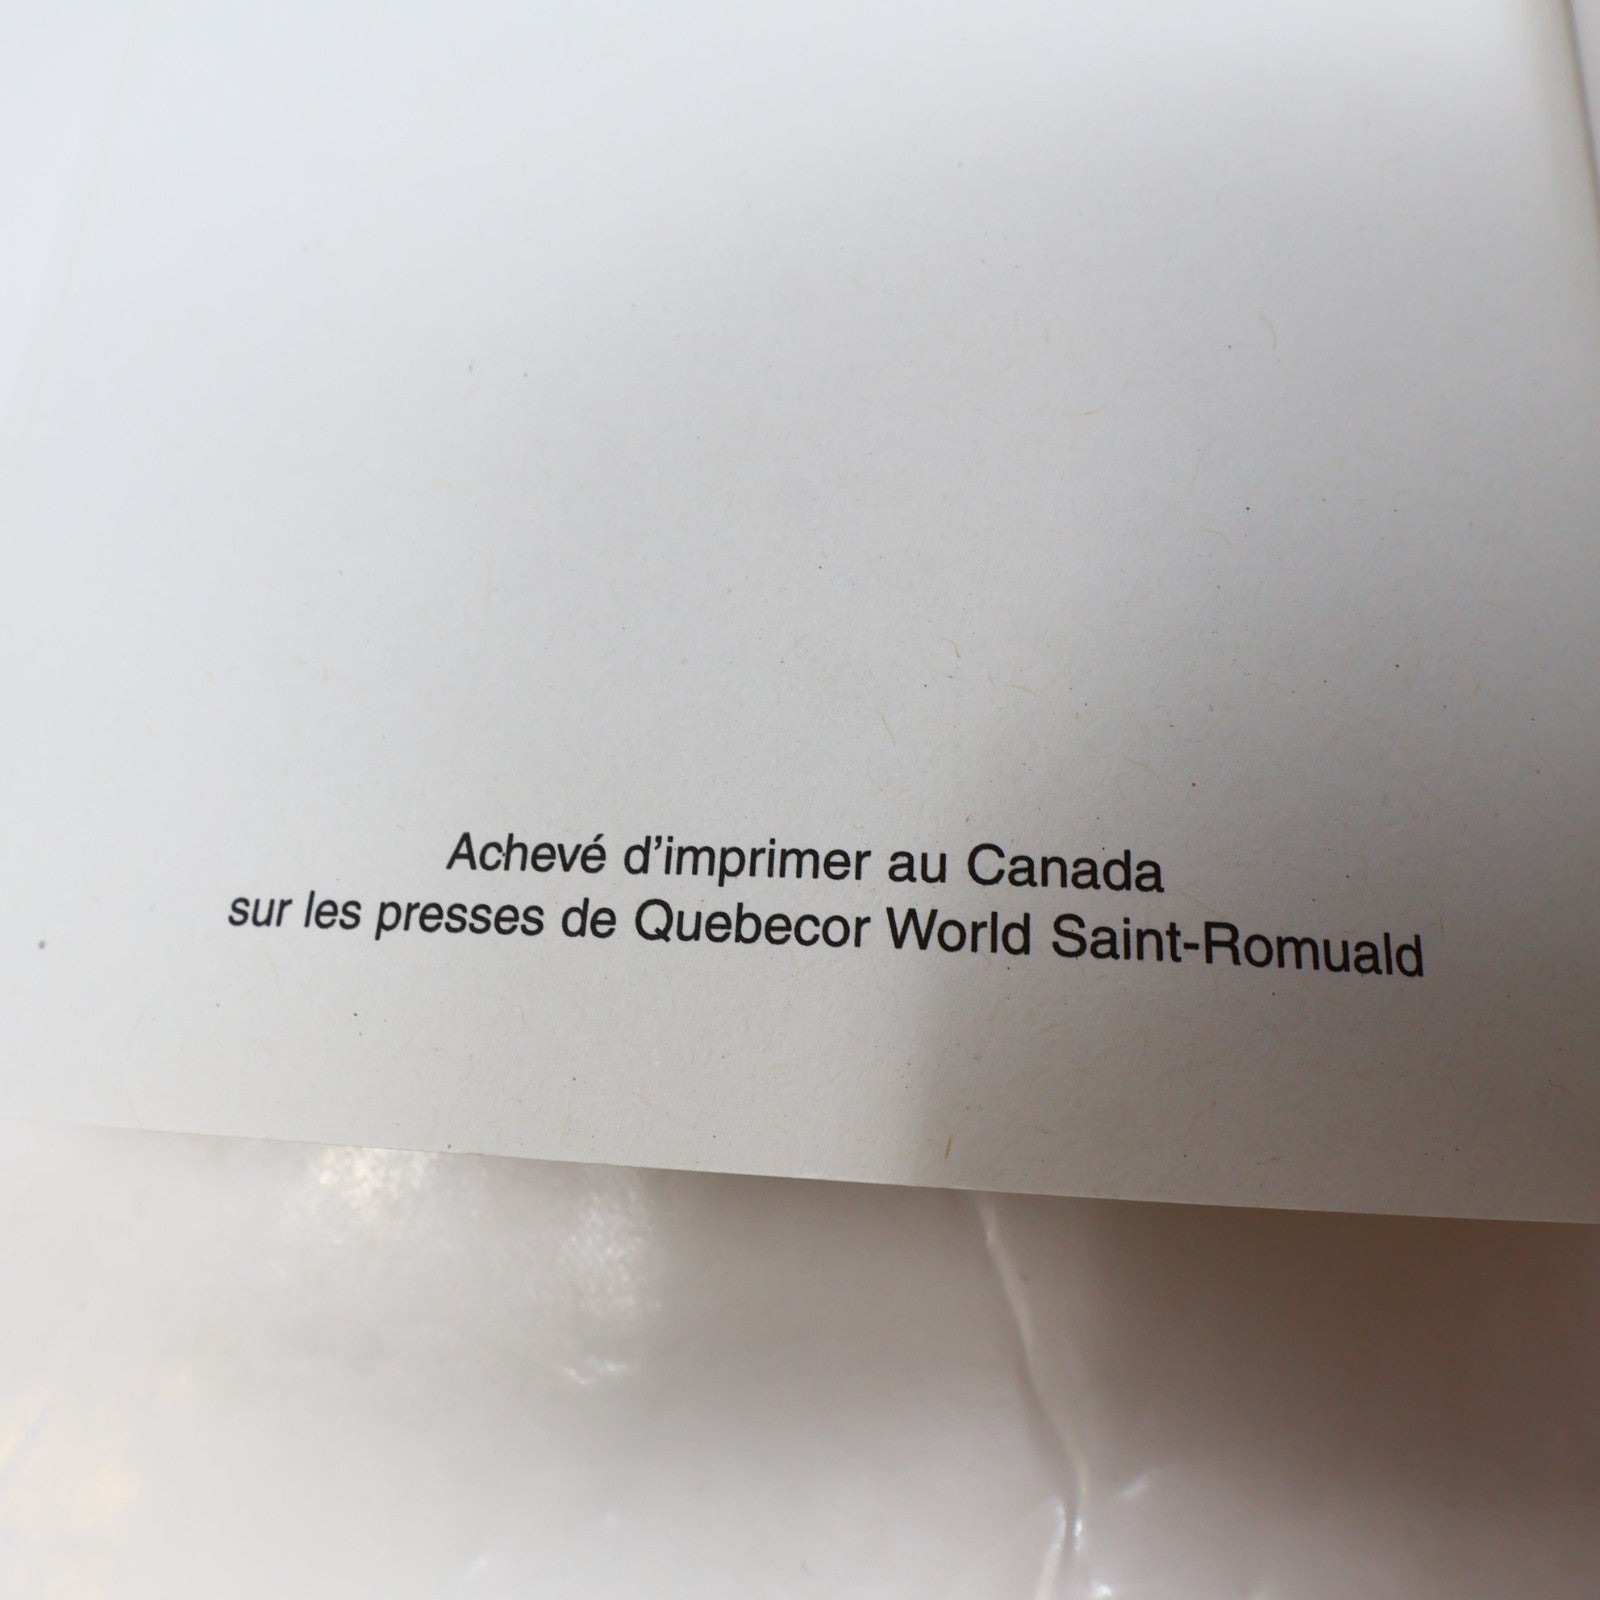 Achevé d'imprimer au Canada
sur les presses de Quebecor World Saint-Romuald